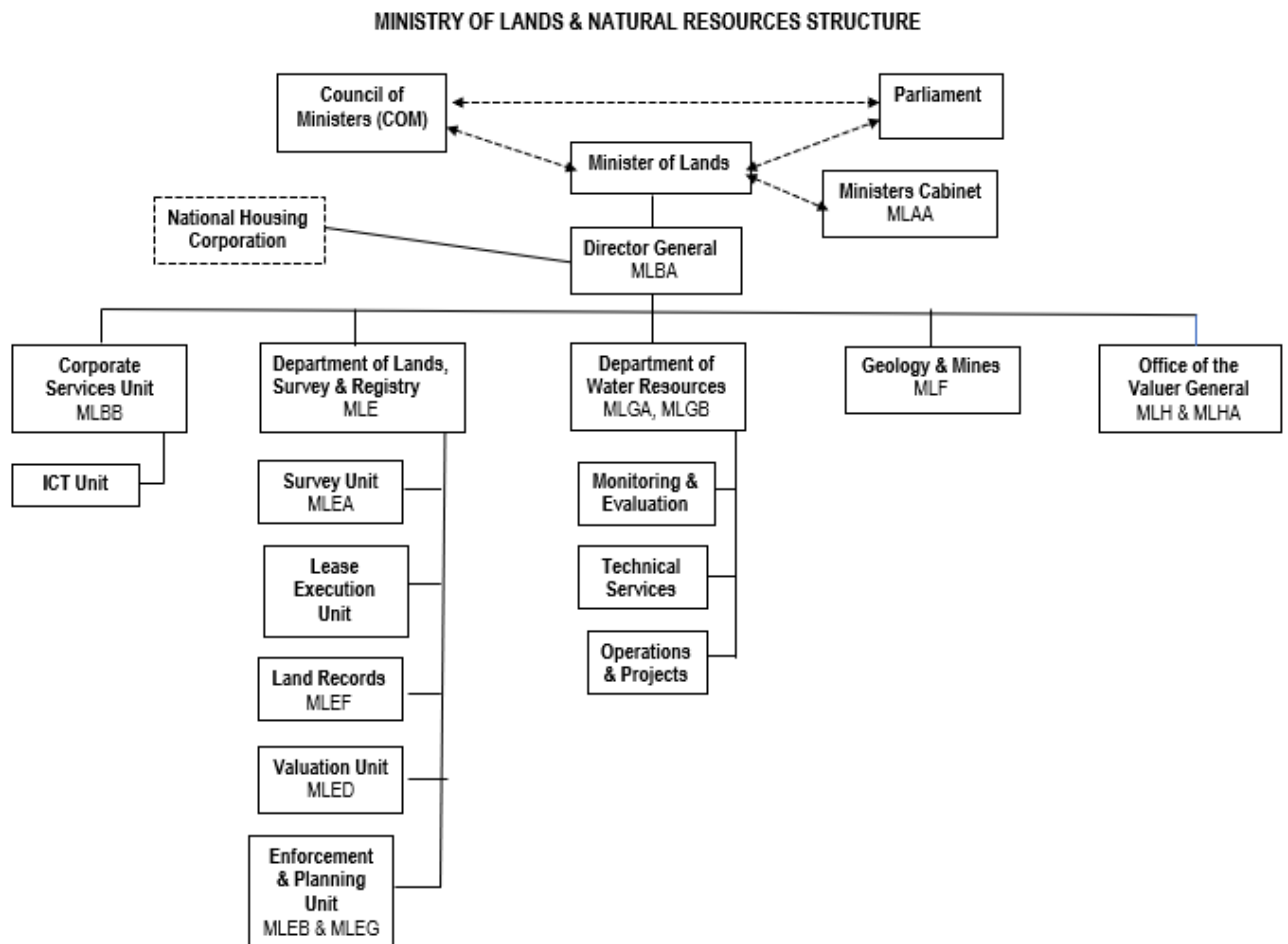 MINISTRY OF LANDS & NATURAL RESOURCES STRUCTURE
Council of
Ministers (COM)
Parliament
Minister of Lands
Ministers Cabinet
MLAA
National Housing
Corporation
Director General
MLBA
Corporate
Services Unit
MLBB
Department of Lands,
Survey & Registry
MLE
Department of
Water Resources
MLGA, MLGB
Geology & Mines
MLF
Office of the
Valuer General
MLH & MLHA
ICT Unit
Survey Unit
MLEA
Lease
Execution
Unit
Land Records
MLEF
Valuation Unit
MLED
Enforcement
& Planning
Unit
MLEB & MLEG
Monitoring &
Evaluation
Technical
Services
Operations
& Projects